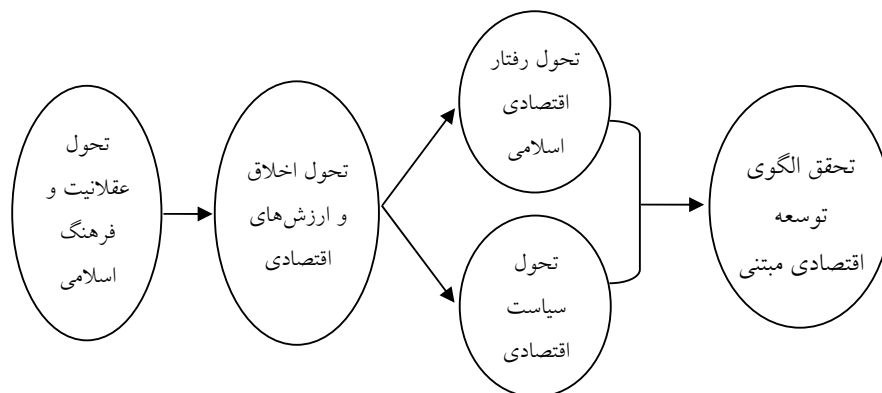 تحول
عقلانیت و
فرهنگ
اسلامی
تحول اخلاق
و ارزش‌های
اقتصادی
تحول رفتار
اقتصادی
اسلامی
تحول
سیاست
اقتصادی
تحقق الگوی
توسعه
اقتصادی مبتنی